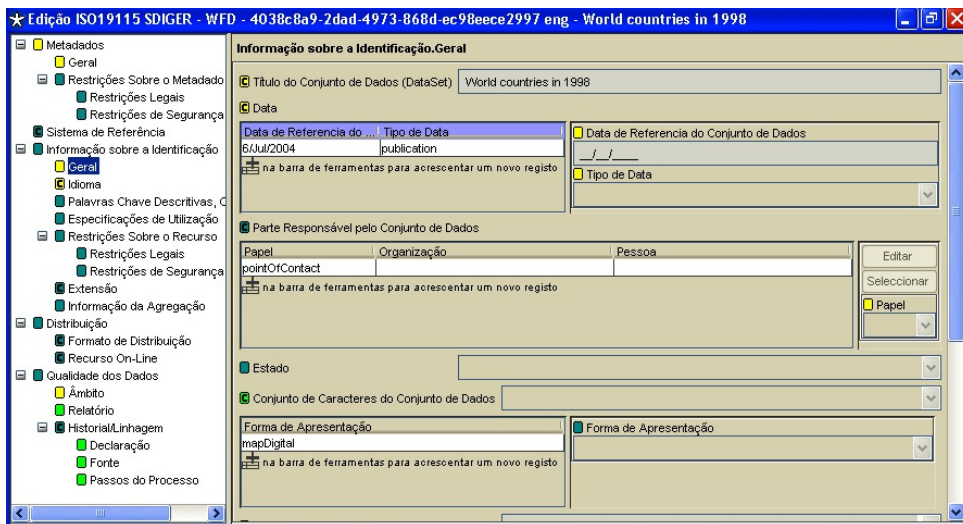 Edição ISO19115 SDIGER - WFD - 4038c8a9-2dad-4973-868d-ec98eece2997 eng - World countries in 1998
Metadados
Geral
Restrições Sobre o Metadado
Restrições Legais
Restrições de Segurança
Sistema de Referência
Informação sobre a Identificação
Geral
Idioma
Palavras Chave Descritivas, C
Especificações de Utilização
Restrições Sobre o Recurso
Restrições Legais
Restrições de Segurança
Extensão
Informação da Agregação
Distribuição
Formato de Distribuição
Recurso On-Line
Qualidade dos Dados
Âmbito
Relatório
Historial/Linhagem
Declaração
Fonte
Passos do Processo
Informação sobre a Identificação.Geral
Título do Conjunto de Dados (DataSet) World countries in 1998
Data
Data de Referencia do ... Tipo de Data
6/Jul/2004 publication
na barra de ferramentas para acrescentar um novo registo
Data de Referencia do Conjunto de Dados
__/__/____
Tipo de Data
Parte Responsável pelo Conjunto de Dados
Papel Organização Pessoa
pointOfContact
na barra de ferramentas para acrescentar um novo registo
Editar
Seleccionar
Papel
Estado
Conjunto de Caracteres do Conjunto de Dados
Forma de Apresentação
mapDigital
na barra de ferramentas para acrescentar um novo registo
Forma de Apresentação